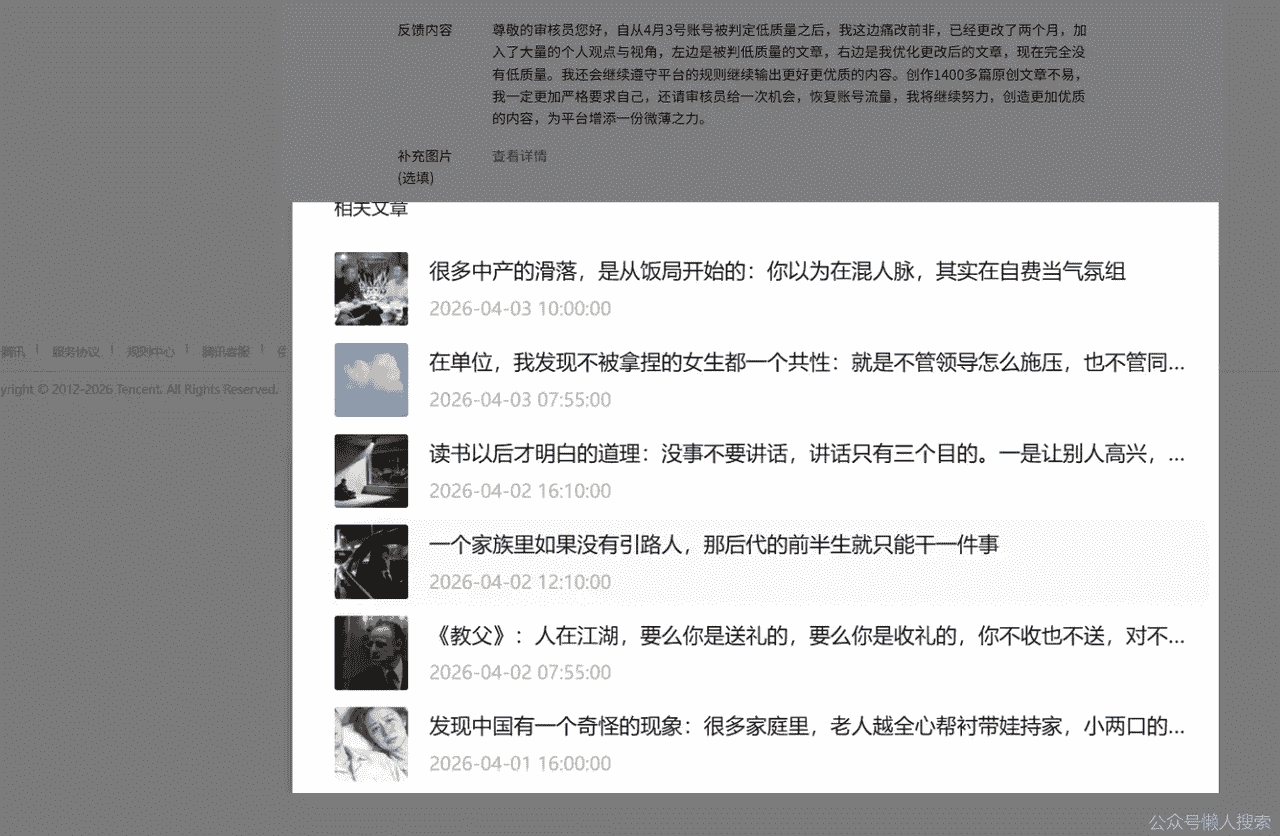 反馈内容
尊敬的审核员您好，自从4月3号账号被判定低质量之后，我这边痛改前非，已经更改了两个月，加
入了大量的个人观点与视角，左边是被判低质量的文章，右边是我优化更改后的文章，现在完全没
有低质量。我还会继续遵守平台的规则继续输出更好更优质的内容。创作1400多篇原创文章不易，
我一定更加严格要求自己，还请审核员给一次机会，恢复账号流量，我将继续努力，创造更加优质
的内容，为平台增添一份微薄之力。
补充图片
(选填)
查看详情
相关文章
很多中产的滑落，是从饭局开始的：你以为在混人脉，其实在自费当气氛组
2026-04-03 10:00:00
在单位，我发现不被拿捏的女生都一个共性：就是不管领导怎么施压，也不管同...
2026-04-03 07:55:00
读书以后才明白的道理：没事不要讲话，讲话只有三个目的。一是让别人高兴，...
2026-04-02 16:10:00
一个家族里如果没有引路人，那后代的前半生就只能干一件事
2026-04-02 12:10:00
《教父》：人在江湖，要么你是送礼的，要么你是收礼的，你不收也不送，对不...
2026-04-02 07:55:00
发现中国有一个奇怪的现象：很多家庭里，老人越全心帮衬带娃持家，小两口的...
2026-04-01 16:00:00
腾讯 | 服务协议 | 规则中心 | 腾讯客服 |
yright © 2012-2026 Tencent. All Rights Reserved.
公众号懒人搜索